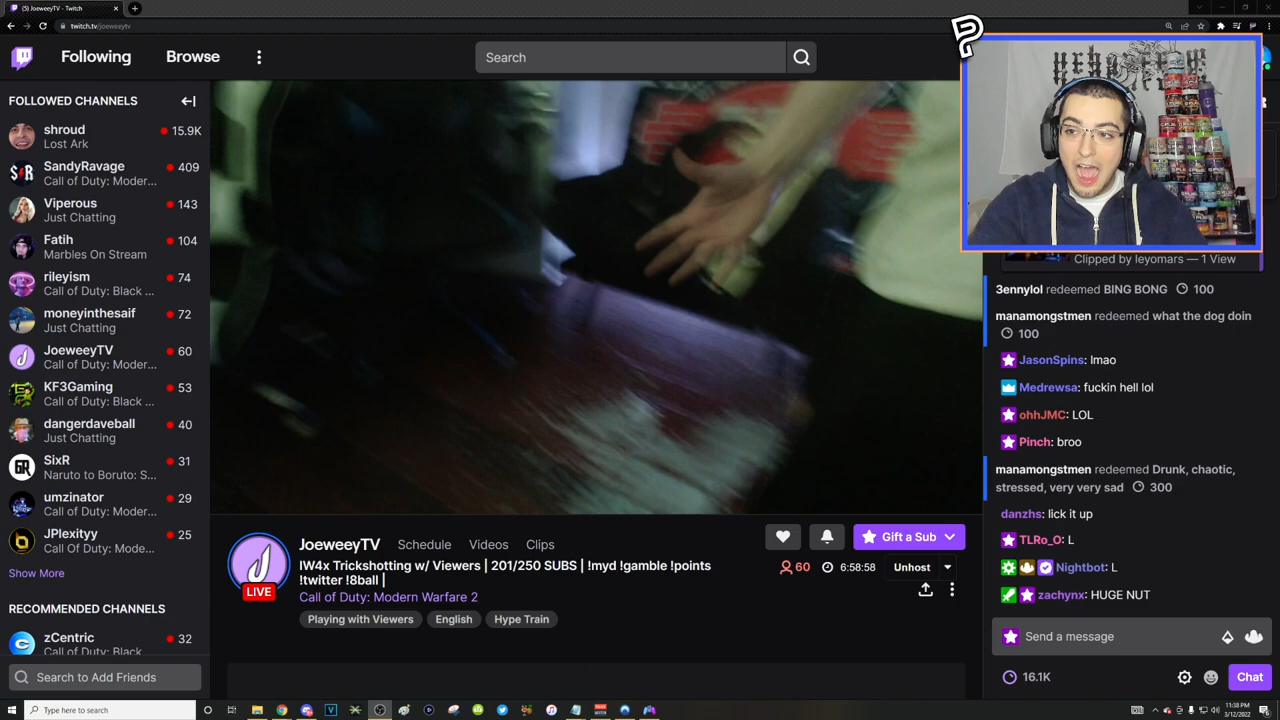 (5) JoeweeyTV - Twitch
twitch.tv/joeweeytv
Following
Browse
Search
FOLLOWED CHANNELS
shroud 15.9K
Lost Ark
SandyRavage 409
Call of Duty: Moder...
Viperous 143
Just Chatting
Fatih 104
Marbles On Stream
rileyism 74
Call of Duty: Black ...
moneyinthesaif 72
Just Chatting
JoeweeyTV 60
Call of Duty: Moder...
KF3Gaming 53
Call of Duty: Black ...
dangerdaveball 40
Just Chatting
SixR 31
Naruto to Boruto: S...
umzinator 29
Call of Duty: Moder...
JPlexityy 25
Call of Duty: Mode...
Show More
RECOMMENDED CHANNELS
zCentric 32
Call of Duty: Black
Search to Add Friends
LIVE
JoeweeyTV Schedule Videos Clips
Gift a Sub
IW4x Trickshotting w/ Viewers | 201/250 SUBS | !myd !gamble !points
!twitter !8ball |
Call of Duty: Modern Warfare 2
60 6:58:58 Unhost
Playing with Viewers English Hype Train
Clipped by leyomars — 1 View
3ennylol redeemed BING BONG 100
manamongstmen redeemed what the dog doin
100
JasonSpins: lmao
Medrewsa: fuckin hell lol
ohhJMC: LOL
Pinch: broo
manamongstmen redeemed Drunk, chaotic,
stressed, very very sad 300
danzhs: lick it up
TLRo_O: L
Nightbot: L
zachynx: HUGE NUT
Send a message
16.1K
Chat
Type here to search
11:38 PM
3/12/2022